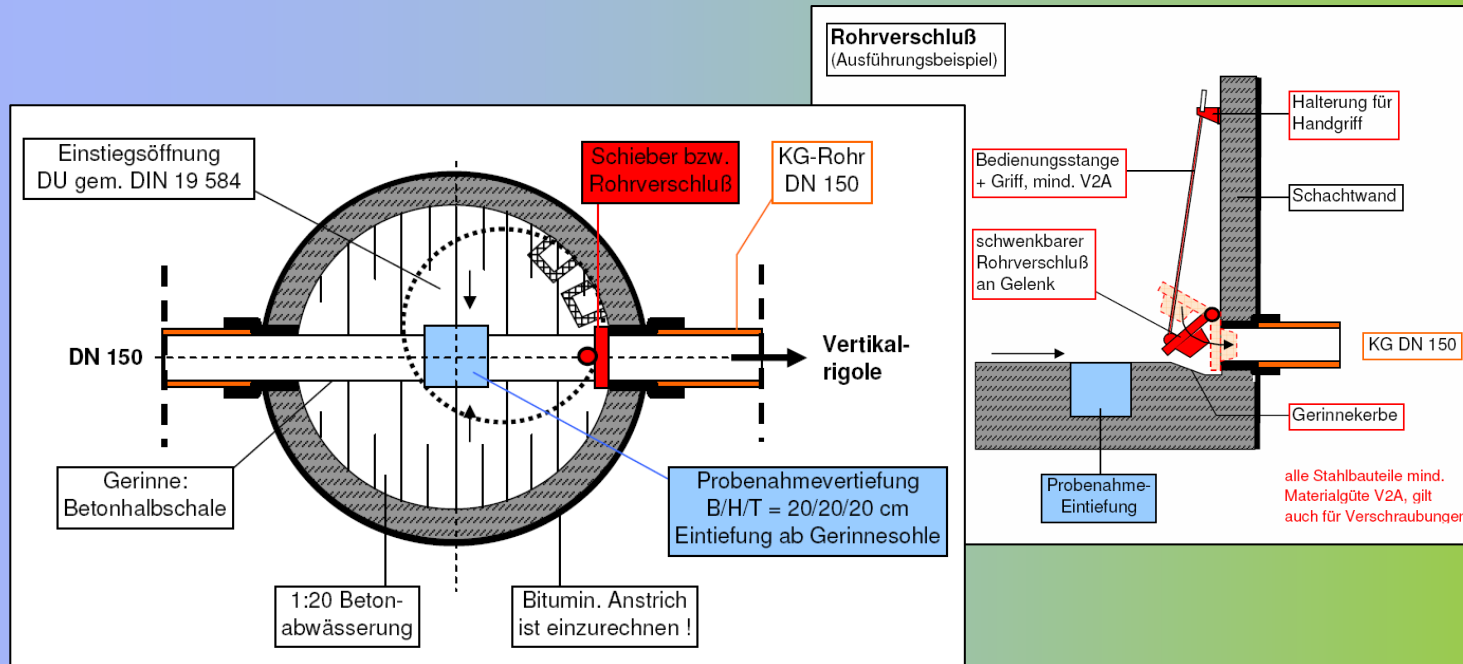 Rohrverschluß
(Ausführungsbeispiel)
Halterung für
Handgriff
Bedienungsstange
+ Griff, mind. V2A
Schachtwand
schwenkbarer
Rohrverschluß
an Gelenk
KG DN 150
Gerinnekerbe
Probenahme-
Eintiefung
alle Stahlbauteile mind.
Materialgüte V2A, gilt
auch für Verschraubungen
Einstiegsöffnung
DU gem. DIN 19 584
Schieber bzw.
Rohrverschluß
KG-Rohr
DN 150
DN 150
Vertikal-
rigole
Gerinne:
Betonhalbschale
Probenahmevertiefung
B/H/T = 20/20/20 cm
Eintiefung ab Gerinnesohle
1:20 Beton-
abwässerung
Bitumin. Anstrich
ist einzurechnen !